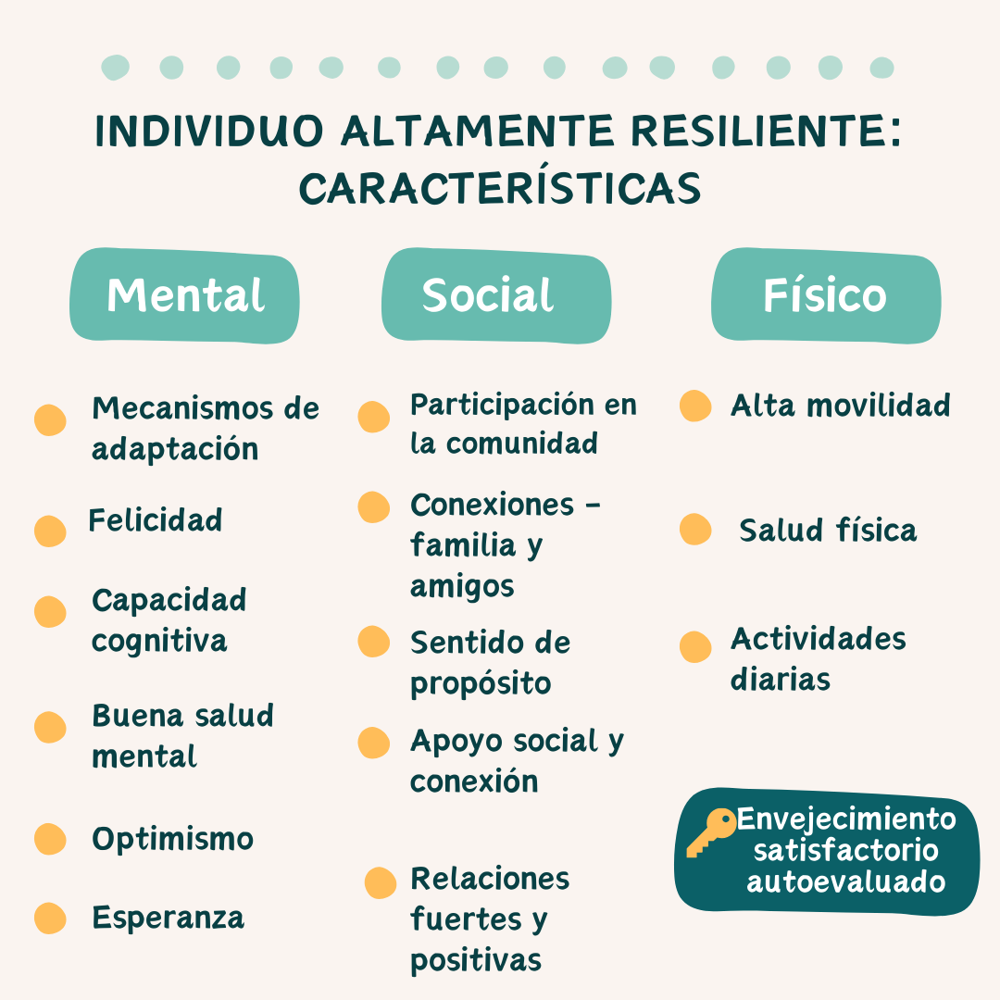 INDIVIDUO ALTAMENTE RESILIENTE:
CARACTERÍSTICAS
Mental
Mecanismos de
adaptación
Felicidad
Capacidad
cognitiva
Buena salud
mental
Optimismo
Esperanza
Social
Participación en
la comunidad
Conexiones –
familia y
amigos
Sentido de
propósito
Apoyo social y
conexión
Relaciones
fuertes y
positivas
Físico
Alta movilidad
Salud física
Actividades
diarias
Envejecimiento
satisfactorio
autoevaluado